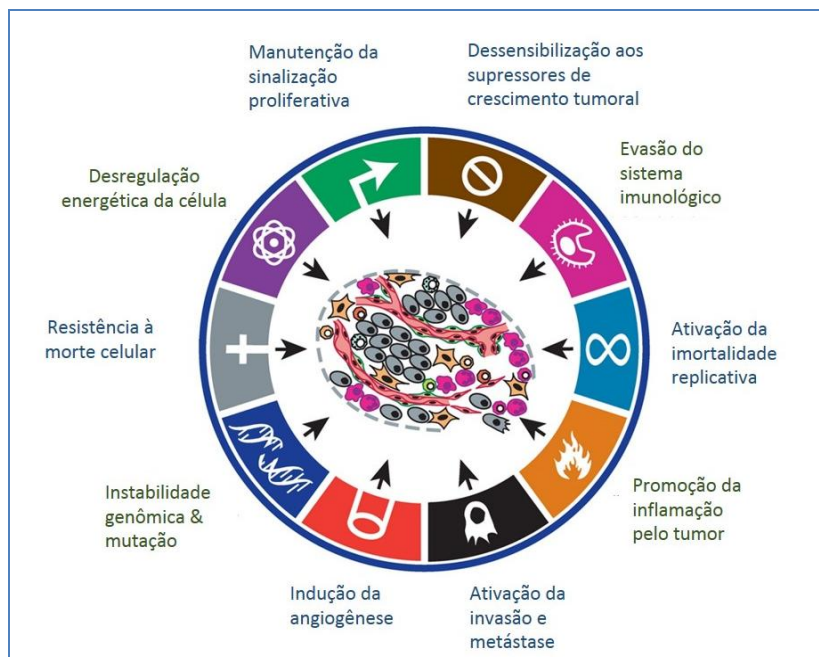 Manutenção da
sinalização
proliferativa
Dessensibilização aos
supressores de
crescimento tumoral
Desregulação
energética da célula
Evasão do
sistema
imunológico
Resistência à
morte celular
Ativação da
imortalidade
replicativa
Instabilidade
genômica &
mutação
Promoção da
inflamação
pelo tumor
Indução da
angiogênese
Ativação da
invasão e
metástase